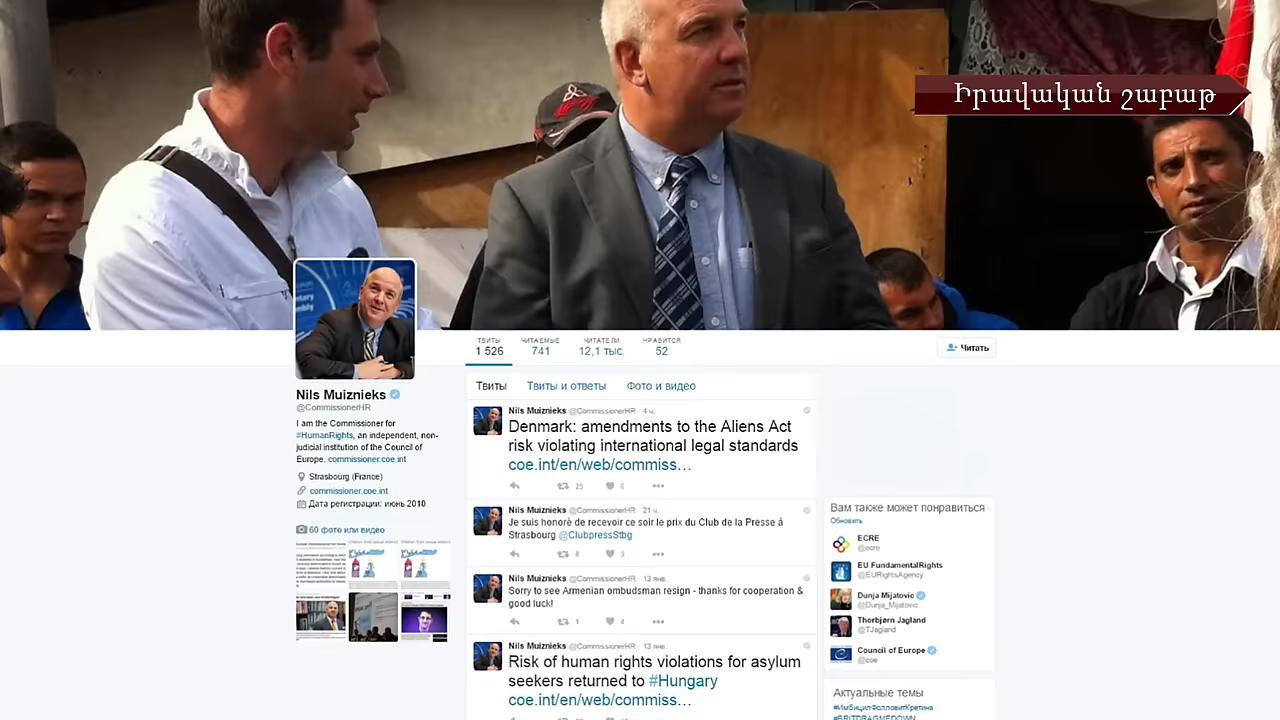 Իրավական շաբաթ
ТВИТЫ ЧИТАЕМЫЕ ЧИТАТЕЛИ НРАВИТСЯ
1 526 741 12,1 тыс. 52
Читать
Nils Muiznieks
@CommissionerHR
I am the Commissioner for
#HumanRights, an independent, non-
judicial institution of the Council of
Europe. commissioner.coe.int
Strasbourg (France)
commissioner.coe.int
Дата регистрации: июнь 2010
60 фото или видео
Твиты Твиты и ответы Фото и видео
Nils Muiznieks @CommissionerHR · 4 ч.
Denmark: amendments to the Aliens Act
risk violating international legal standards
coe.int/en/web/commiss…
25 6
Nils Muiznieks @CommissionerHR · 21 ч.
Je suis honoré de recevoir ce soir le prix du Club de la Presse á
Strasbourg @ClubpressStbg
8 3
Nils Muiznieks @CommissionerHR · 13 янв.
Sorry to see Armenian ombudsman resign - thanks for cooperation &
good luck!
1 4
Nils Muiznieks @CommissionerHR · 13 янв.
Risk of human rights violations for asylum
seekers returned to #Hungary
coe.int/en/web/commiss…
Вам также может понравиться ·
Обновить
ECRE
@ecre
EU FundamentalRights
@EURightsAgency
Dunja Mijatovic
@Dunja_Mijatovic
Thorbjørn Jagland
@TJagland
Council of Europe
@coe
Актуальные темы
#ИмбицилФолловитКретина
#BRITDRAGMEDOWN